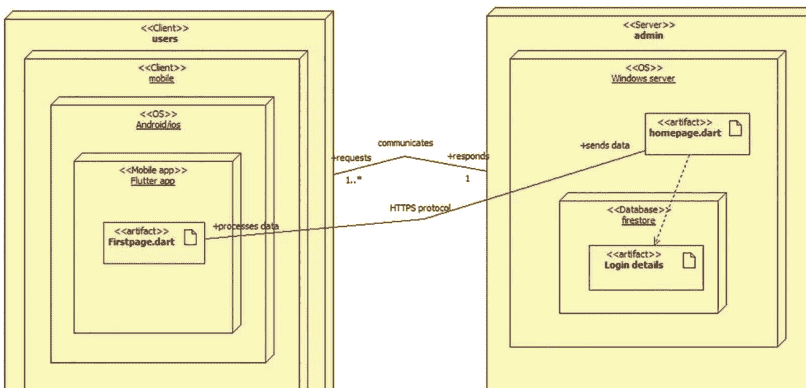 <<Client>>
users
<<Client>>
mobile
<<OS>>
Android/ios
<<Mobile app>>
Flutter app
<<artifact>>
Firstpage.dart
+processes data
communicates
+requests
+responds
1..*
1
HTTPS protocol
+sends data
<<Server>>
admin
<<OS>>
Windows server
<<artifact>>
homepage.dart
<<Database>>
firestore
<<artifact>>
Login details